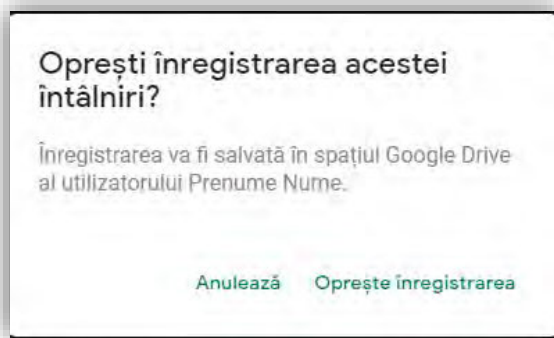 Oprești înregistrarea acestei
întâlniri?
Înregistrarea va fi salvată în spațiul Google Drive
al utilizatorului Prenume Nume.
Anulează Oprește înregistrarea